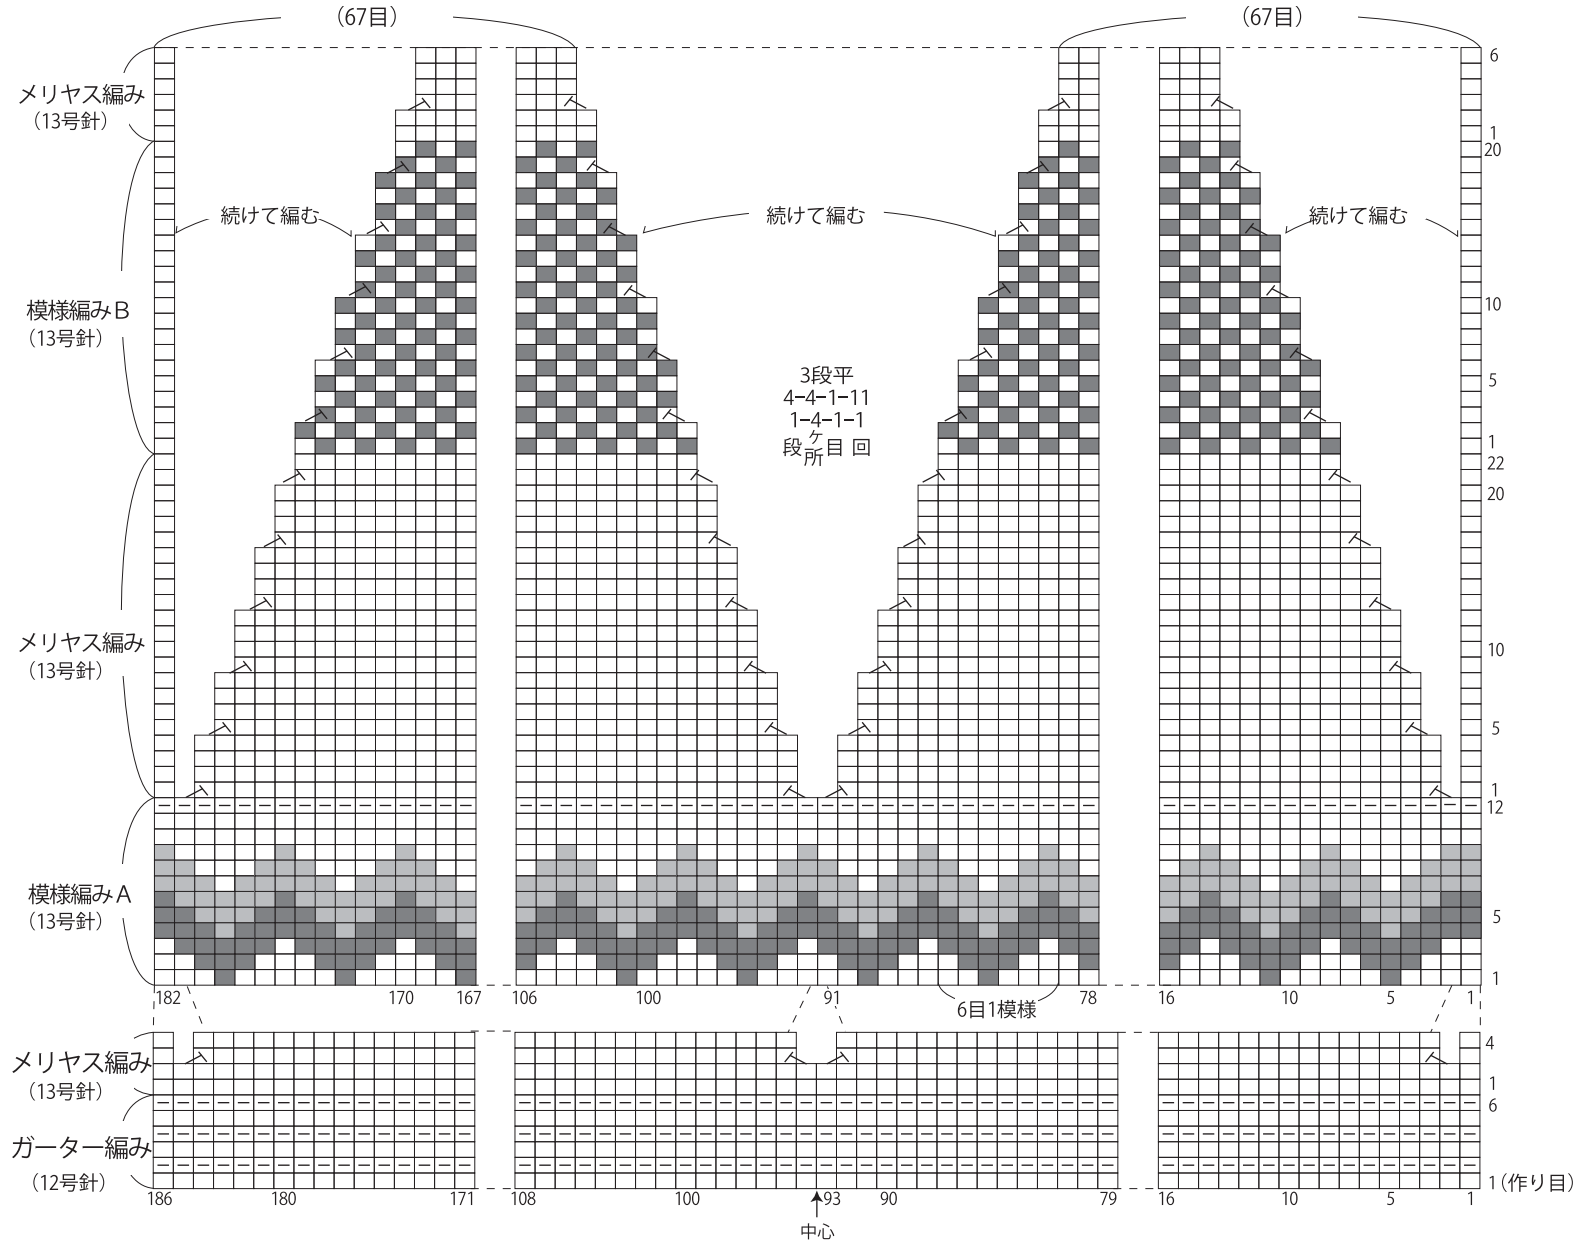 （67目）
（67目）
メリヤス編み
（13号針）
模様編みB
（13号針）
メリヤス編み
（13号針）
模様編みA
（13号針）
続けて編む
続けて編む
続けて編む
3段平
4-4-1-11
1-4-1-1
段ヶ所目回
6
1
20
10
5
1
22
20
10
5
1
12
5
1
182
170
167
106
100
91
78
16
10
5
1
6目1模様
メリヤス編み
（13号針）
ガーター編み
（12号針）
4
1
6
1（作り目）
186
180
171
108
100
93
90
79
16
10
5
1
中心